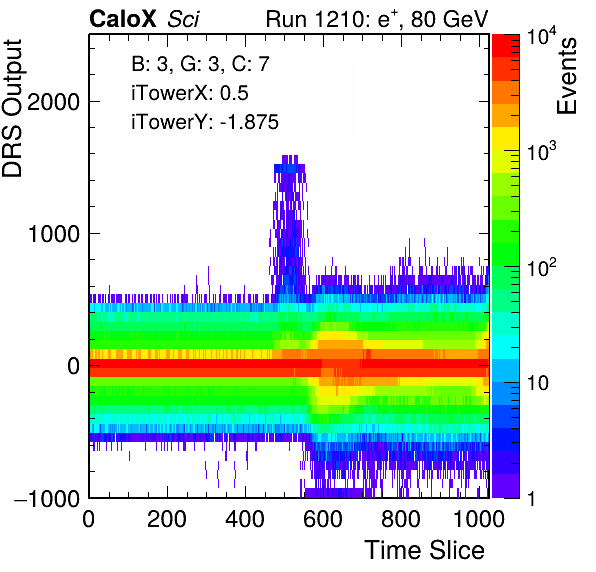 CaloX Sci Run 1210: e⁺, 80 GeV
B: 3, G: 3, C: 7
iTowerX: 0.5
iTowerY: -1.875
DRS Output
2000
1000
0
−1000
0 200 400 600 800 1000
Time Slice
Events
10⁴
10³
10²
10
1